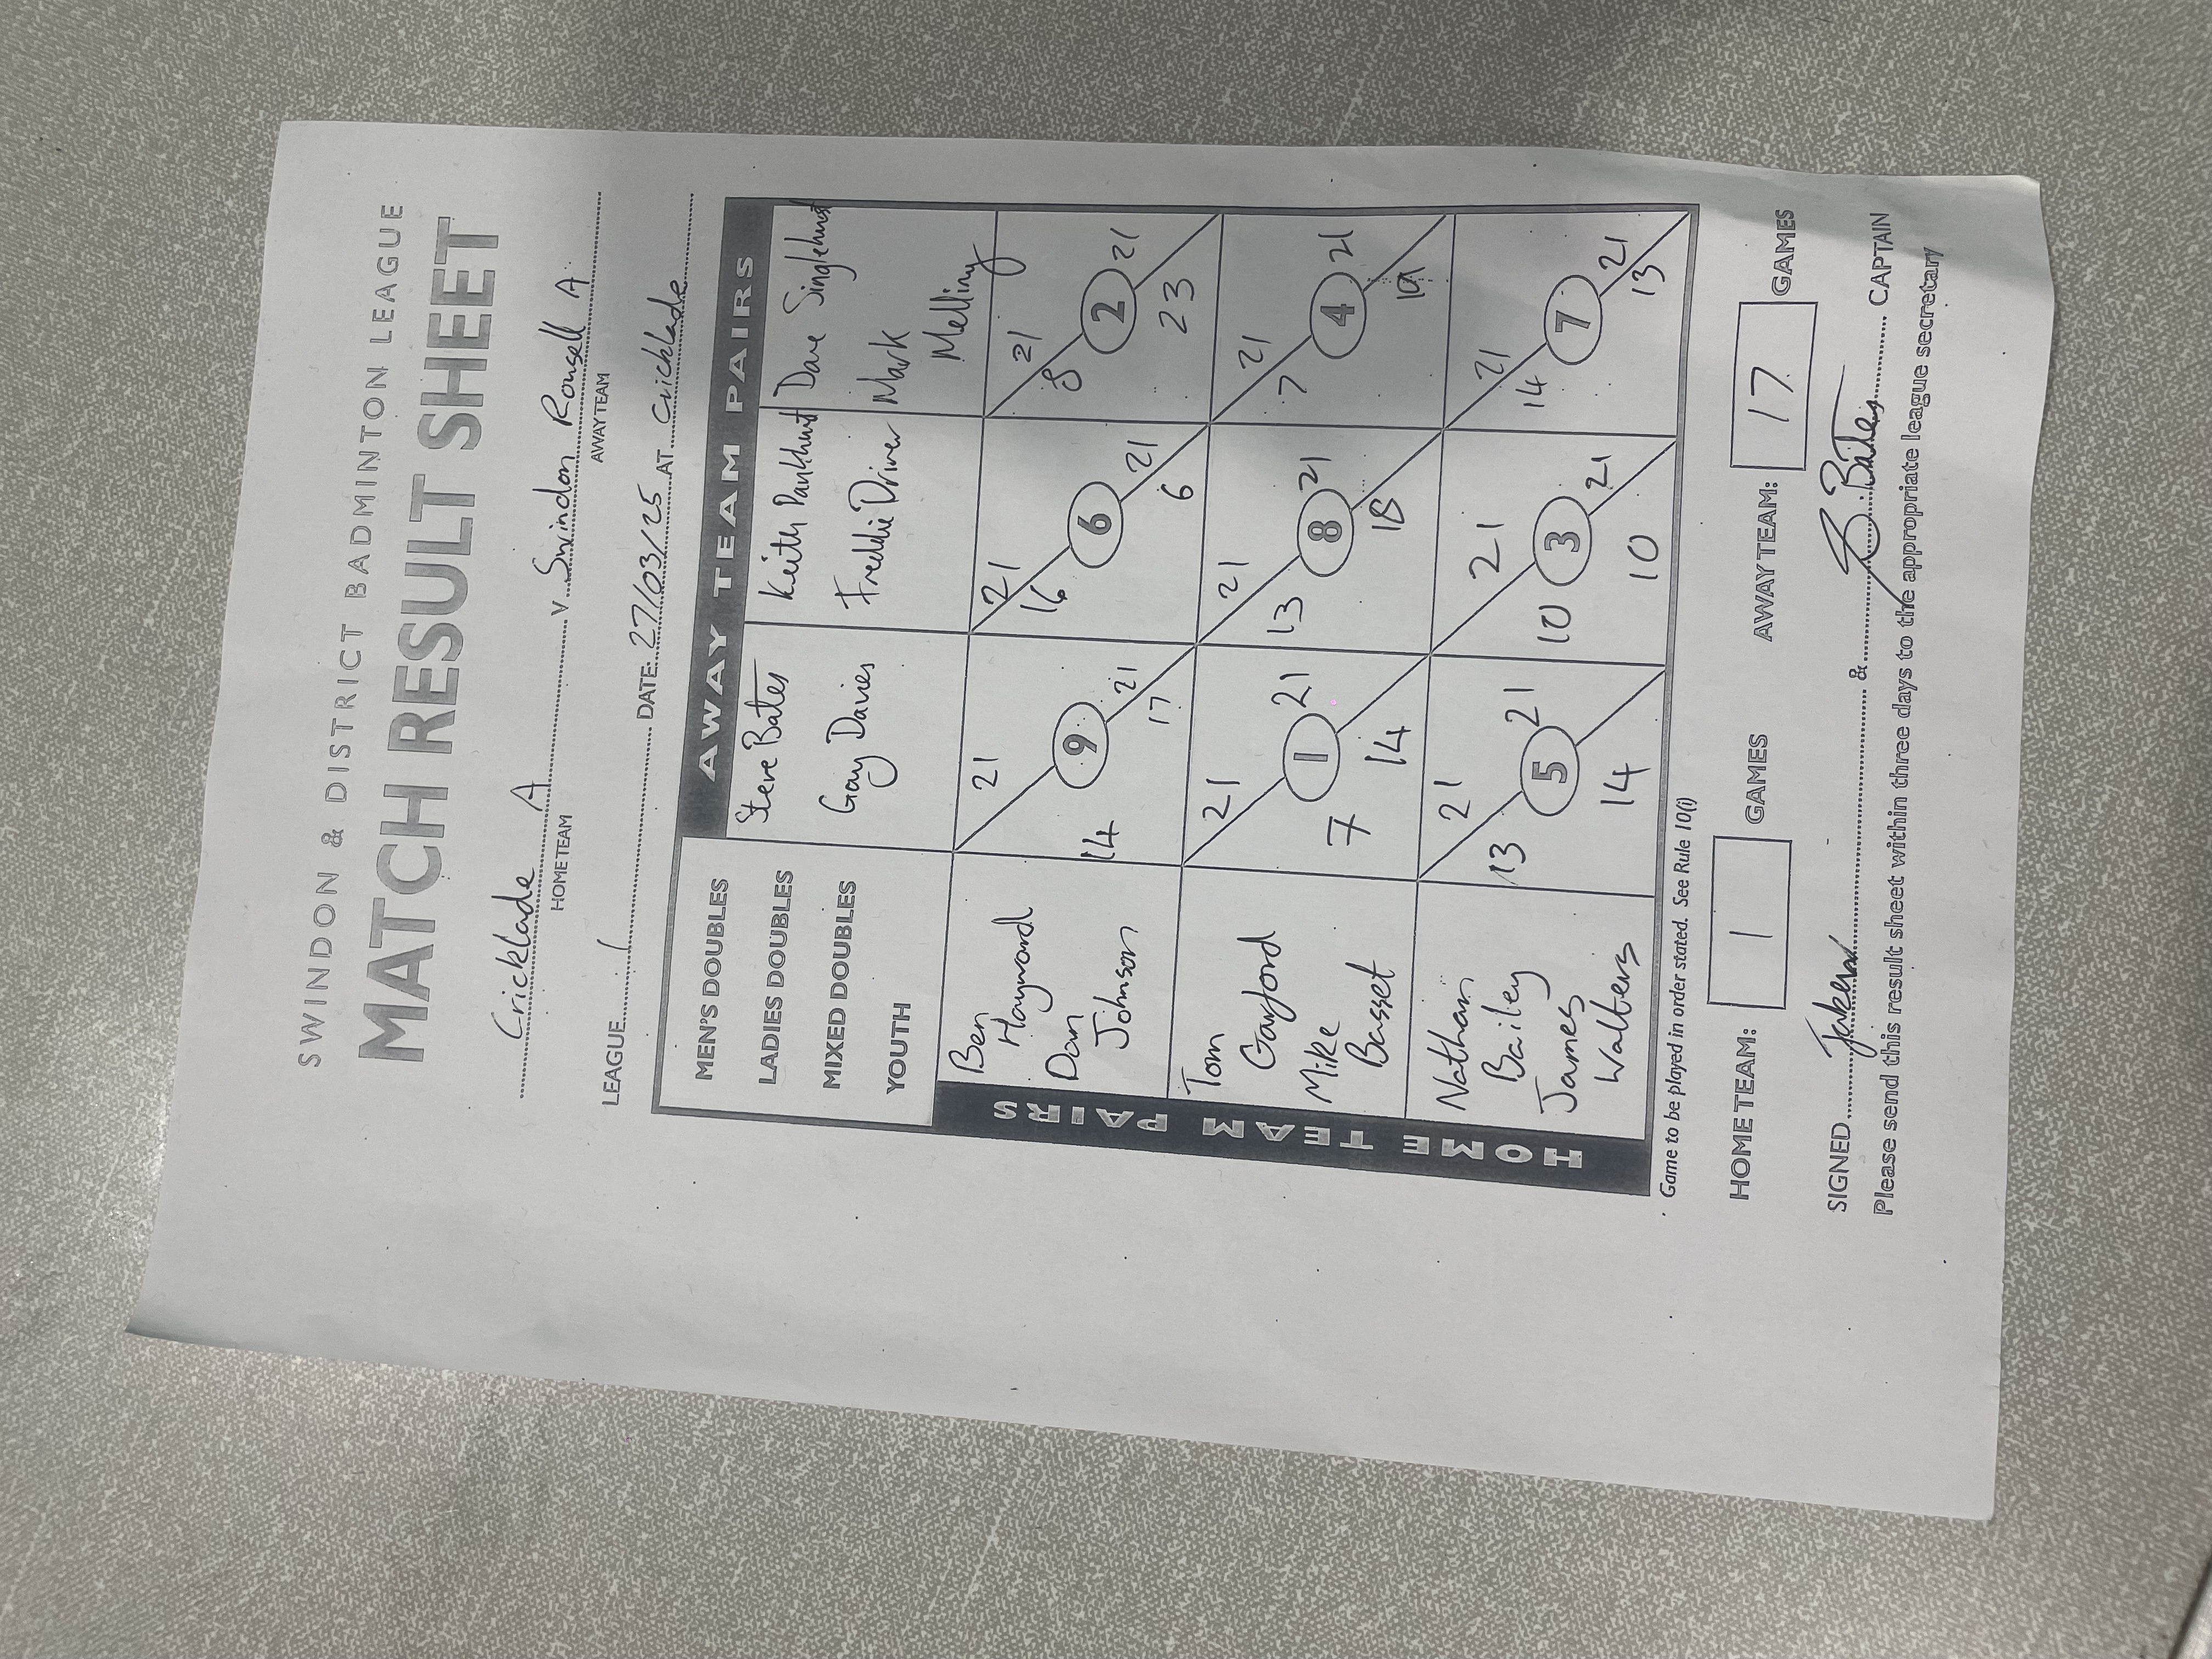 SWINDON & DISTRICT BADMINTON LEAGUE
MATCH RESULT SHEET
Cricklade A v Swindon Rousell A
HOME TEAM AWAY TEAM
LEAGUE 1 DATE 27/03/25 AT Cricklade
AWAY TEAM PAIRS
MEN'S DOUBLES
LADIES DOUBLES
MIXED DOUBLES
YOUTH
Steve Bates
Gary Davies
Keith Parkhurst
Freddie Driver
Dave Singlehurst
Mark
Melling
HOME TEAM PAIRS
Ben
Hayward
Dan
Johnson
21
14 9 21
17
21
16 6 21
6
21
8 2 21
23
Tom
Gayford
Mike
Basset
21
7 1 21
14
21
13 8 21
18
21
7 4 21
19
Nathan
Bailey
James
Walters
21
13 5 21
14
21
10 3 21
10
21
14 7 21
13
Game to be played in order stated. See Rule 10(i)
HOME TEAM: 1 GAMES AWAY TEAM: 17 GAMES
SIGNED & S. Bates CAPTAIN
Please send this result sheet within three days to the appropriate league secretary